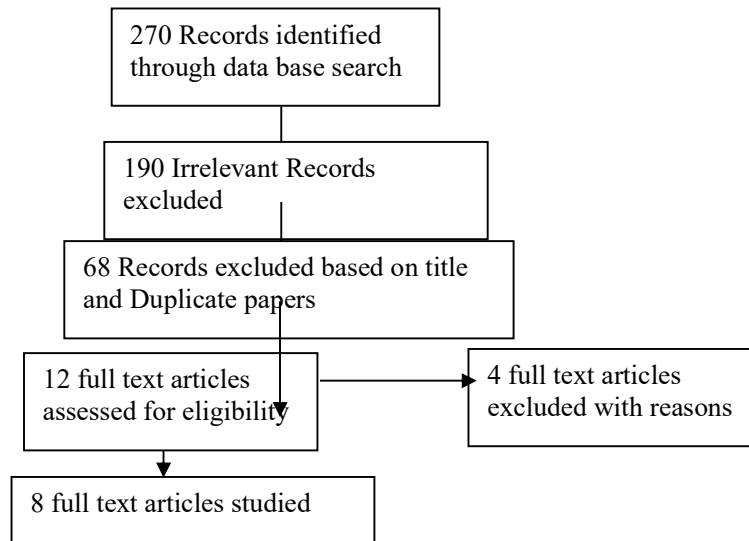 270 Records identified
through data base search
190 Irrelevant Records
excluded
68 Records excluded based on title
and Duplicate papers
12 full text articles
assessed for eligibility
4 full text articles
excluded with reasons
8 full text articles studied